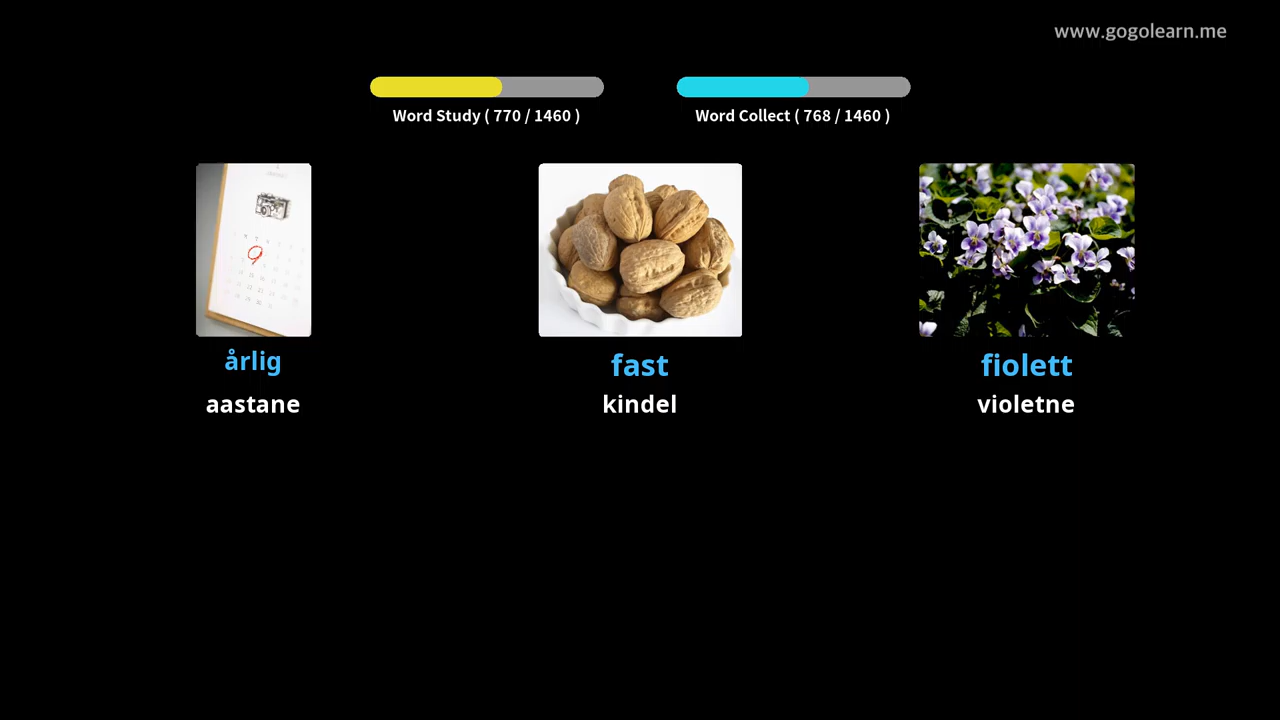 www.gogolearn.me
Word Study ( 770 / 1460 )
Word Collect ( 768 / 1460 )
årlig
fast
fiolett
aastane
kindel
violetne